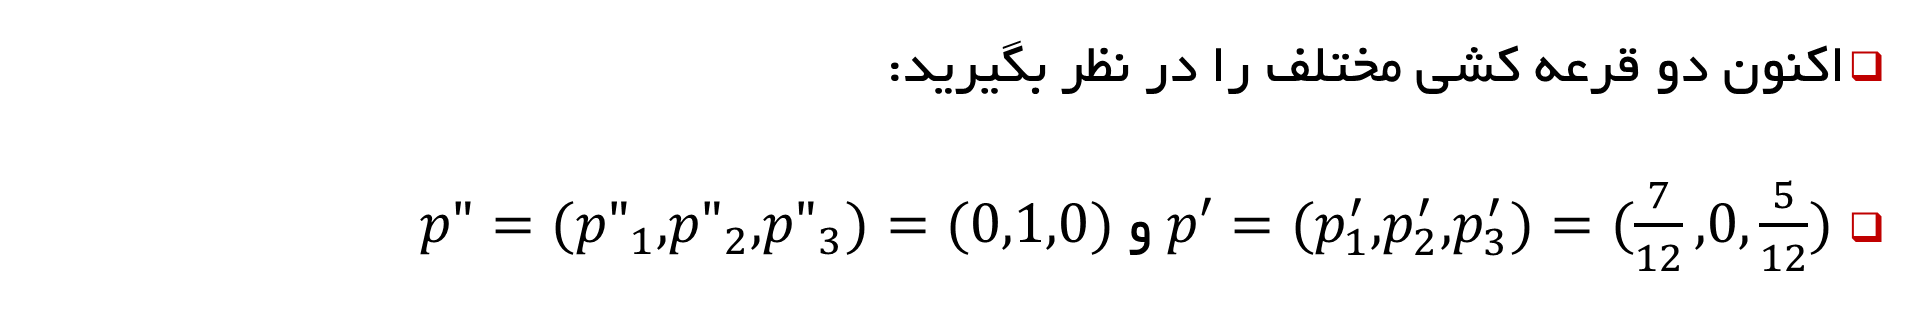 ❑ اکنون دو قرعه کشی مختلف را در نظر بگیرید:
❑ p′ = (p′₁,p′₂,p′₃) = (7/12 ,0, 5/12) و p" = (p"₁,p"₂,p"₃) = (0,1,0)